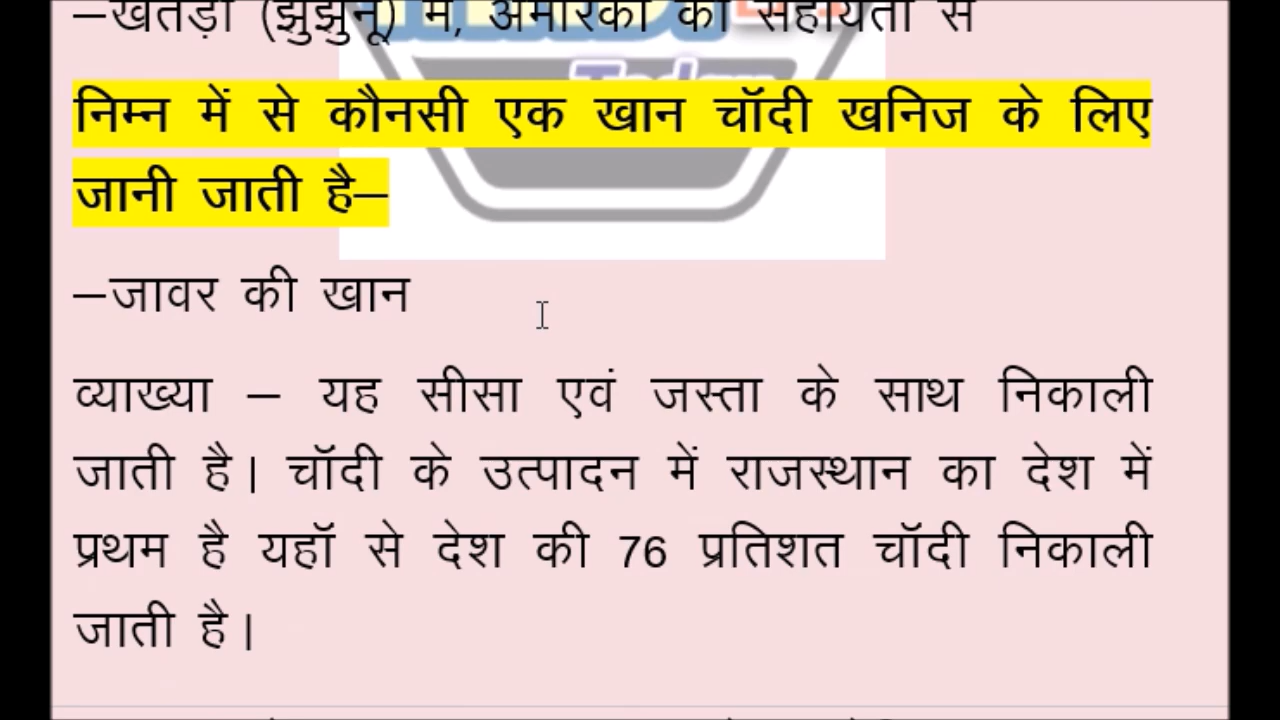 –खेतड़ी (झुंझुनू) में, अमेरिका की सहायता से
Today
निम्न में से कौनसी एक खान चॉदी खनिज के लिए
जानी जाती है–
–जावर की खान
व्याख्या – यह सीसा एवं जस्ता के साथ निकाली
जाती है। चॉदी के उत्पादन में राजस्थान का देश में
प्रथम है यहॉ से देश की 76 प्रतिशत चॉदी निकाली
जाती है।